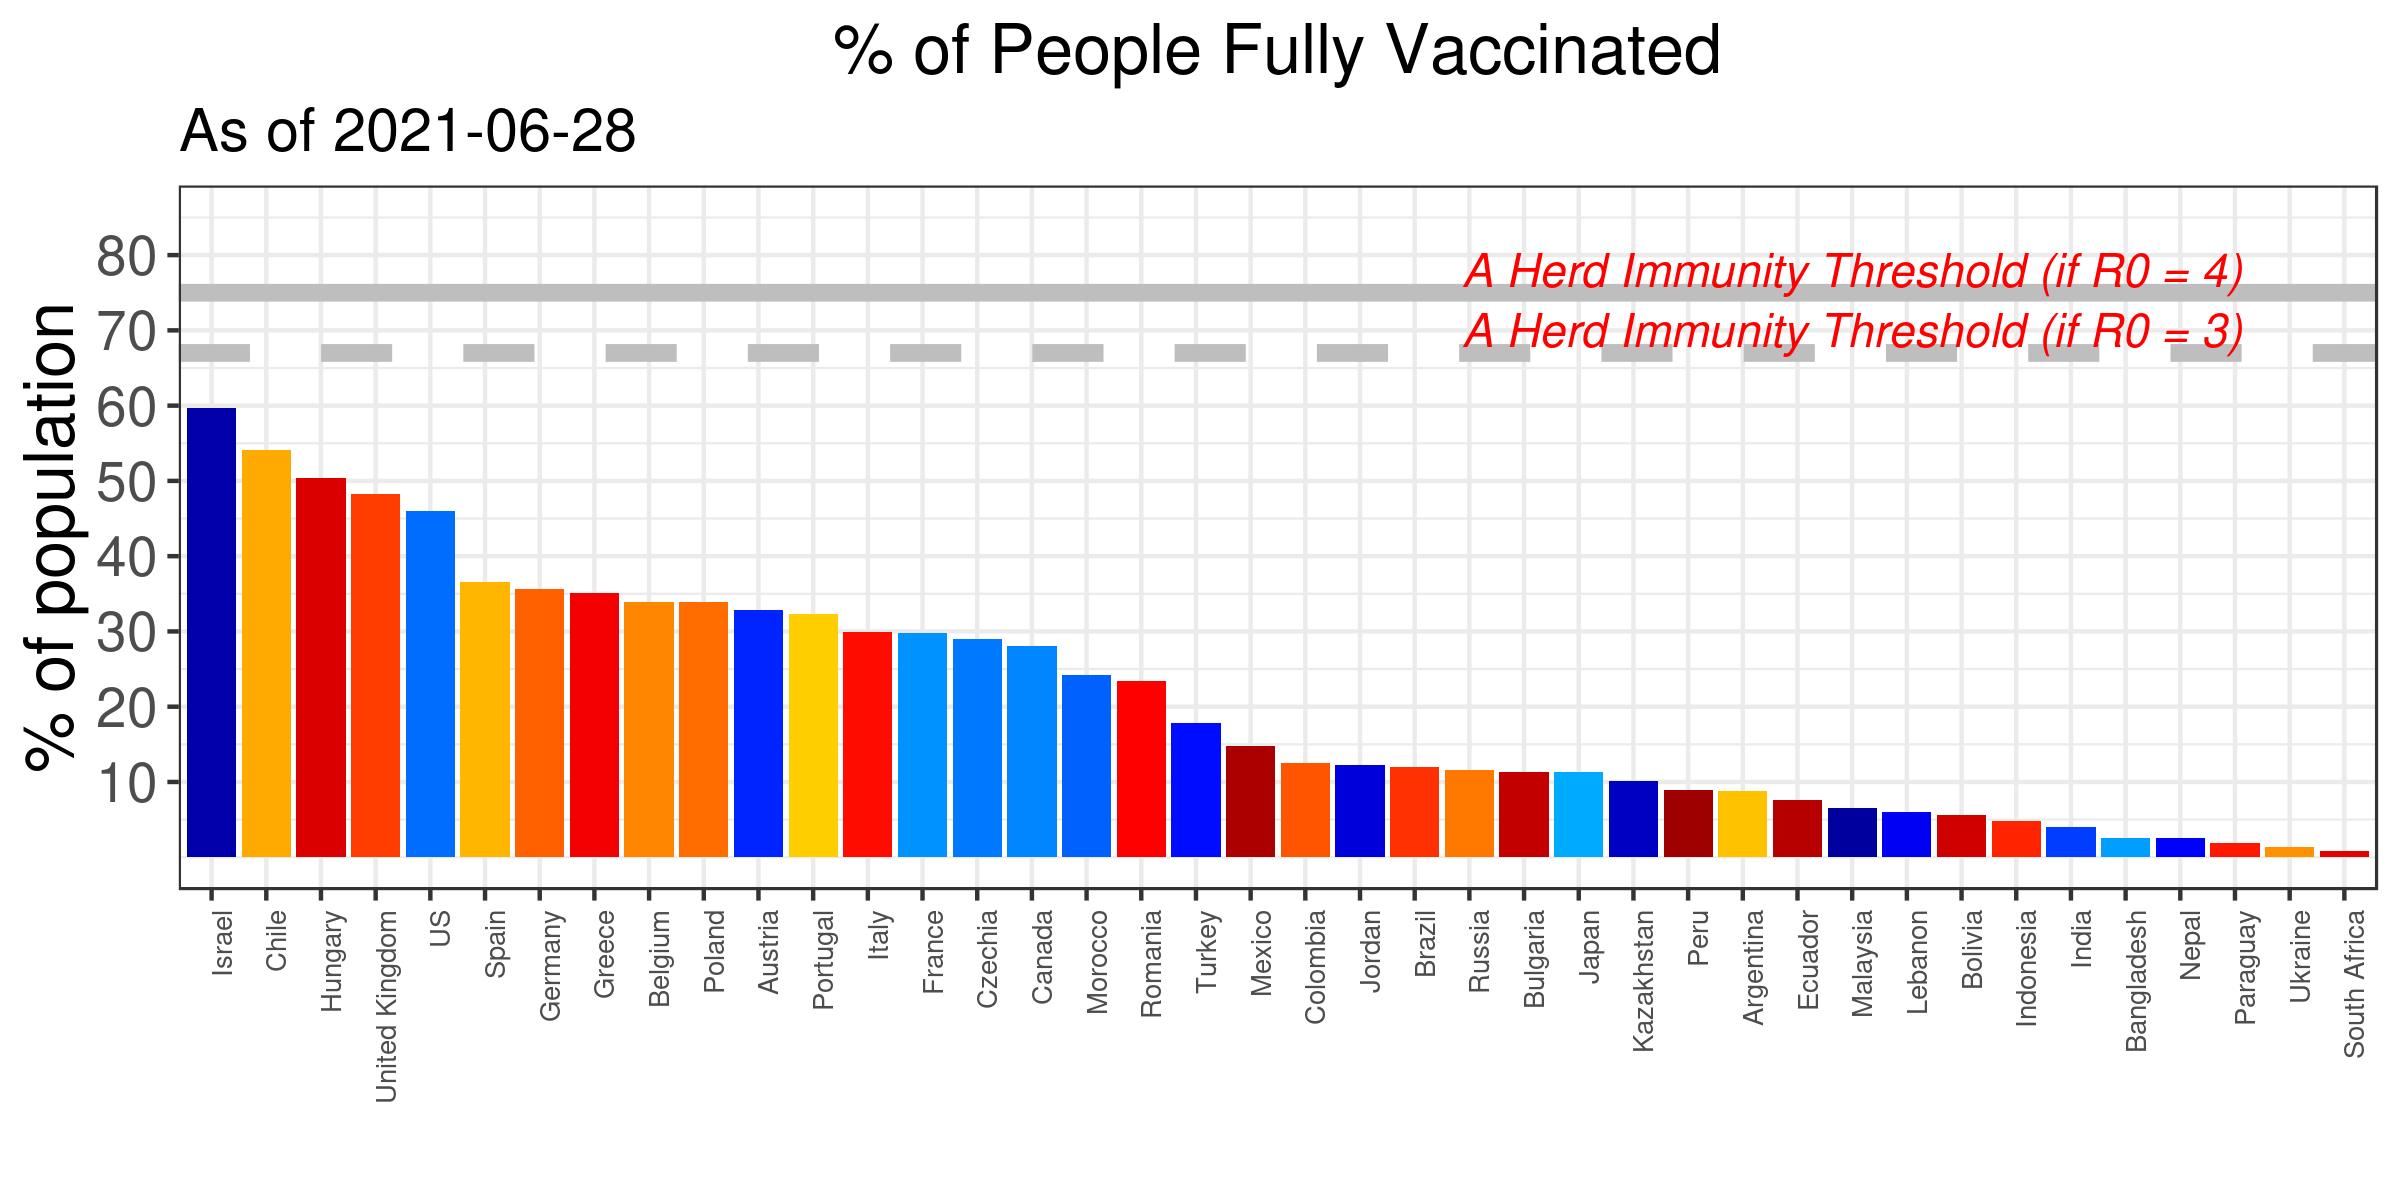 % of People Fully Vaccinated
As of 2021-06-28
% of population
80
70
60
50
40
30
20
10
A Herd Immunity Threshold (if R0 = 4)
A Herd Immunity Threshold (if R0 = 3)
Israel
Chile
Hungary
United Kingdom
US
Spain
Germany
Greece
Belgium
Poland
Austria
Portugal
Italy
France
Czechia
Canada
Morocco
Romania
Turkey
Mexico
Colombia
Jordan
Brazil
Russia
Bulgaria
Japan
Kazakhstan
Peru
Argentina
Ecuador
Malaysia
Lebanon
Bolivia
Indonesia
India
Bangladesh
Nepal
Paraguay
Ukraine
South Africa